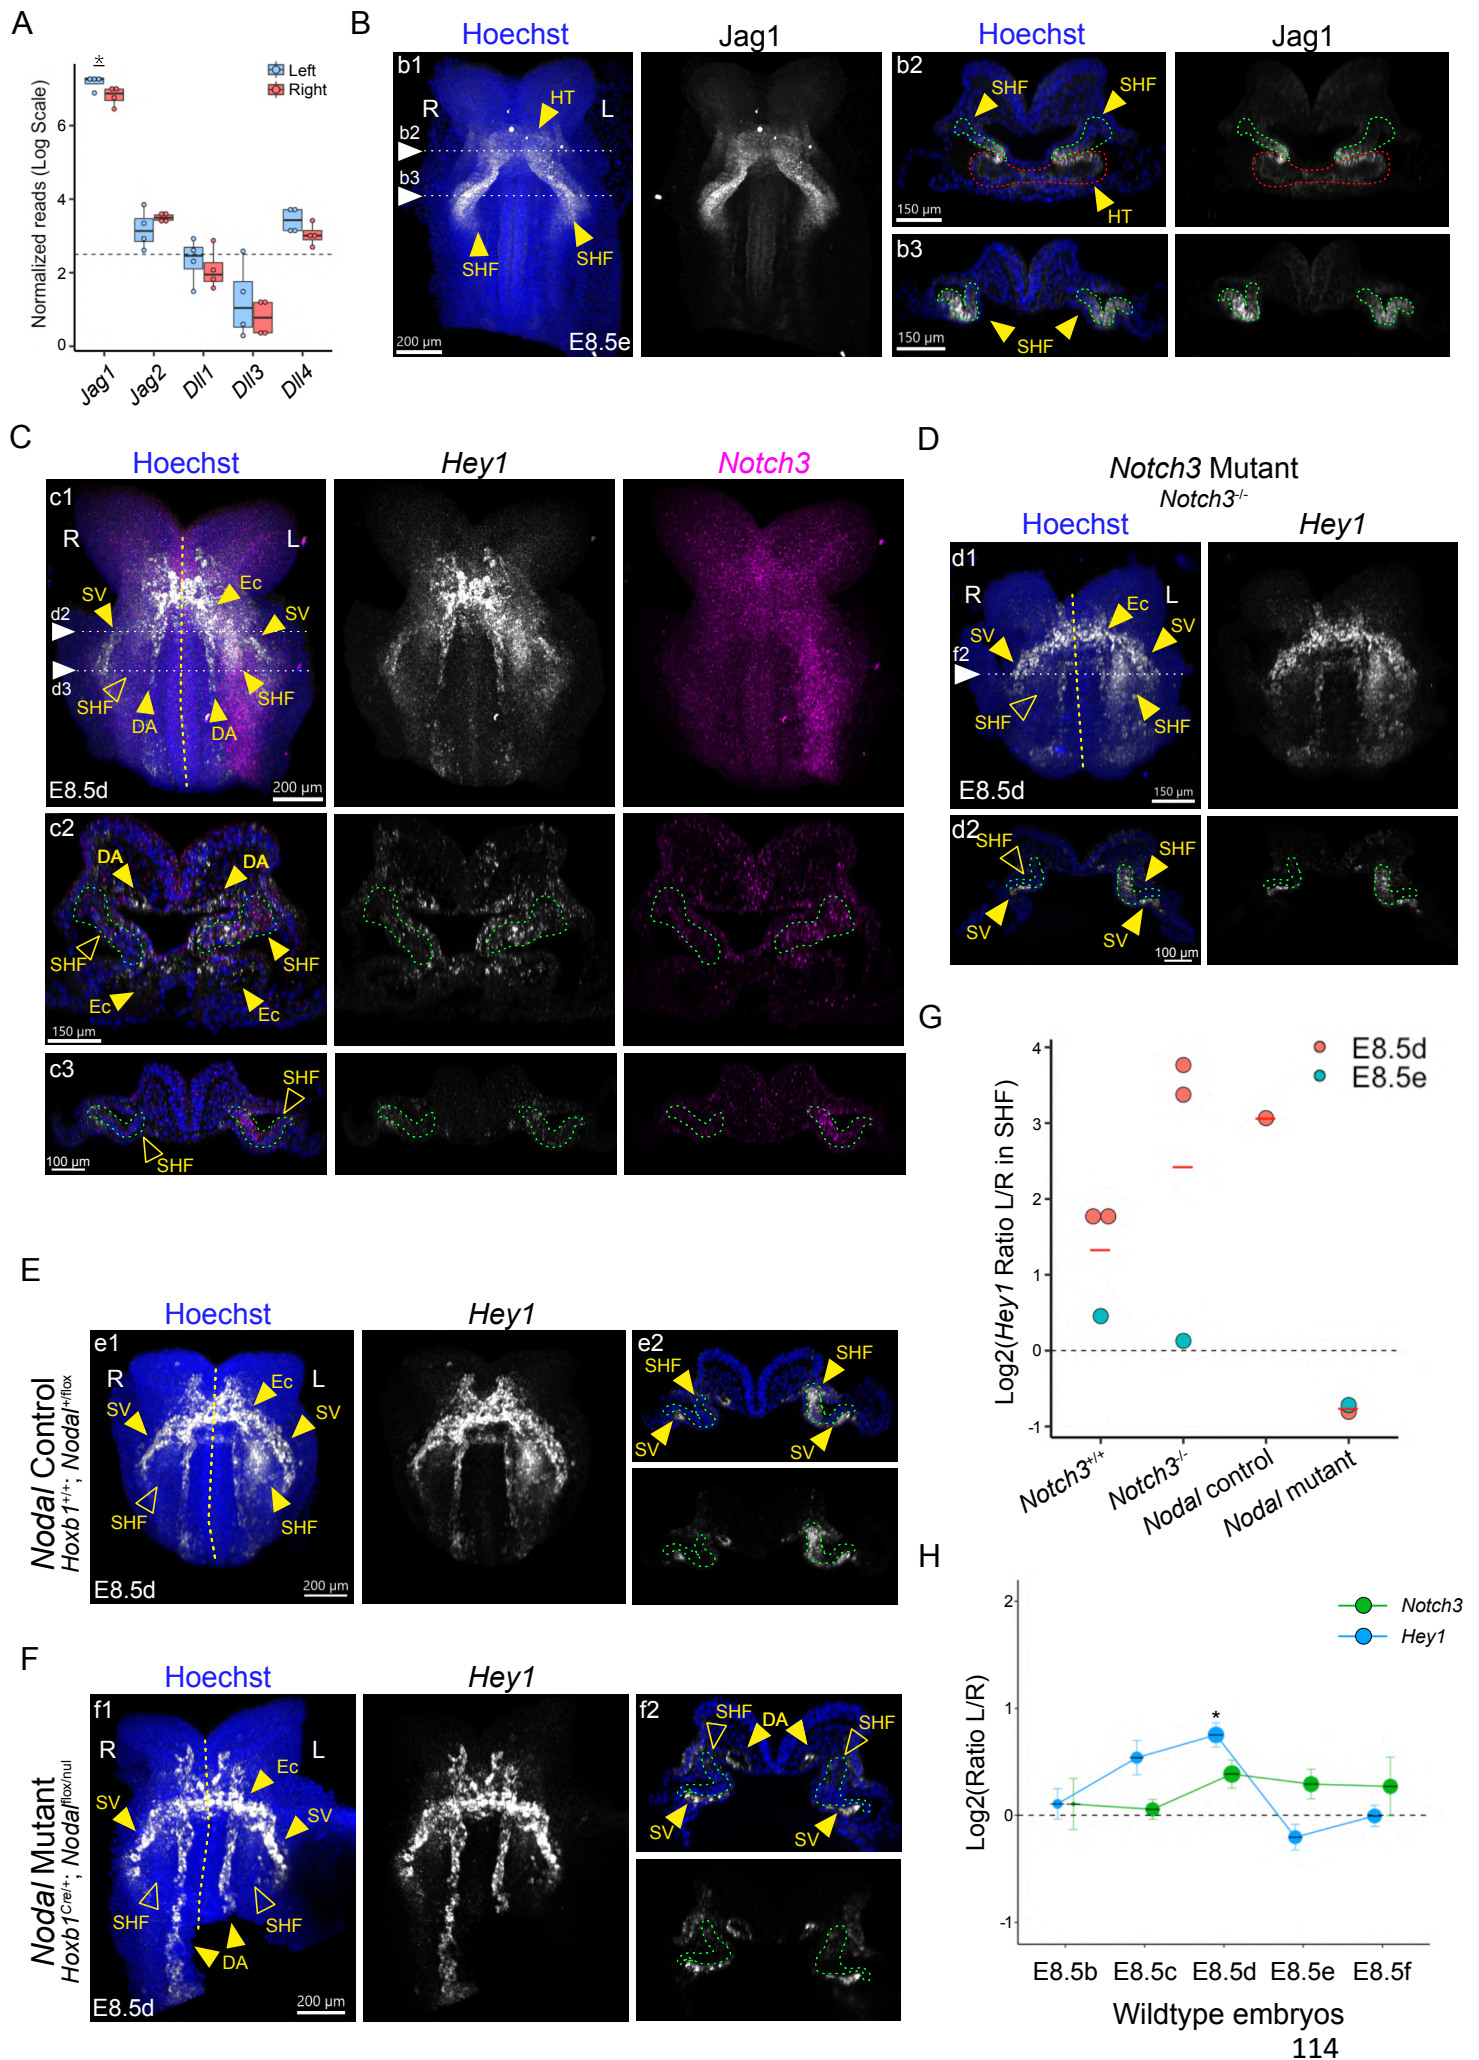 A
Normalized reads (Log Scale)
*
Left
Right
6
4
2
0
Jag1
Jag2
Dll1
Dll3
Dll4
B
Hoechst
Jag1
Hoechst
Jag1
b1
R
L
HT
b2
b3
SHF
SHF
200 µm
E8.5e
b2
SHF
SHF
150 µm
HT
b3
150 µm
SHF
C
Hoechst
Hey1
Notch3
c1
R
L
SV
Ec
SV
d2
d3
SHF
SHF
DA
DA
E8.5d
200 µm
c2
DA
DA
SHF
SHF
Ec
Ec
150 µm
c3
SHF
100 µm
SHF
D
Notch3 Mutant
Notch3-/-
Hoechst
Hey1
d1
R
L
Ec
SV
SV
f2
SHF
SHF
E8.5d
150 µm
d2
SHF
SHF
SV
SV
100 µm
E
Nodal Control
Hoxb1+/+; Nodal+/flox
Hoechst
Hey1
e1
R
L
Ec
SV
SV
SHF
SHF
E8.5d
200 µm
e2
SHF
SHF
SV
SV
F
Nodal Mutant
Hoxb1Cre/+; Nodalflox/nul
Hoechst
Hey1
f1
R
L
Ec
SV
SV
SHF
SHF
DA
E8.5d
200 µm
f2
SHF
DA
SHF
SV
SV
G
Log2(Hey1 Ratio L/R in SHF)
4
3
2
1
0
-1
E8.5d
E8.5e
Notch3+/+
Notch3-/-
Nodal control
Nodal mutant
H
Log2(Ratio L/R)
2
1
0
-1
Notch3
Hey1
*
E8.5b E8.5c E8.5d E8.5e E8.5f
Wildtype embryos
114